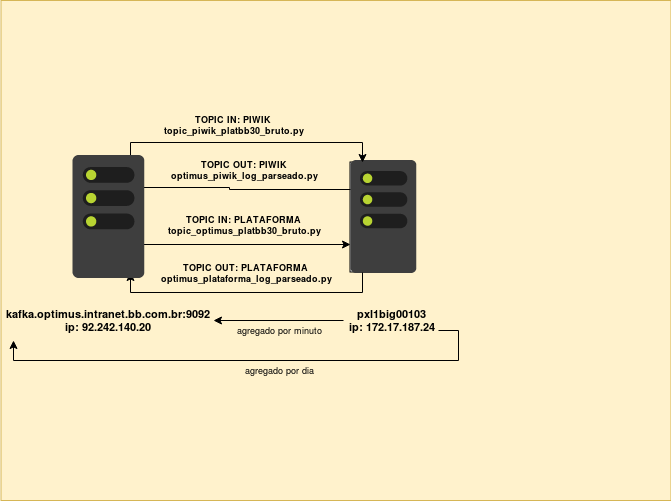 TOPIC IN: PIWIK
topic_piwik_platbb30_bruto.py
TOPIC OUT: PIWIK
optimus_piwik_log_parseado.py
TOPIC IN: PLATAFORMA
topic_optimus_platbb30_bruto.py
TOPIC OUT: PLATAFORMA
optimus_plataforma_log_parseado.py
kafka.optimus.intranet.bb.com.br:9092
ip: 92.242.140.20
pxl1big00103
ip: 172.17.187.24
agregado por minuto
agregado por dia